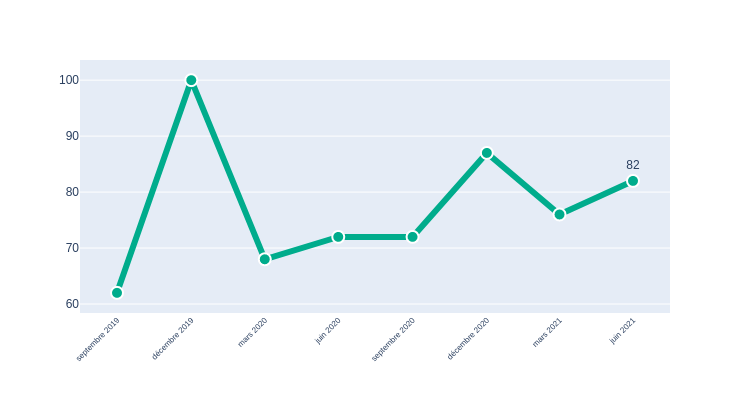 100
90
80
70
60
82
septembre 2019
décembre 2019
mars 2020
juin 2020
septembre 2020
décembre 2020
mars 2021
juin 2021